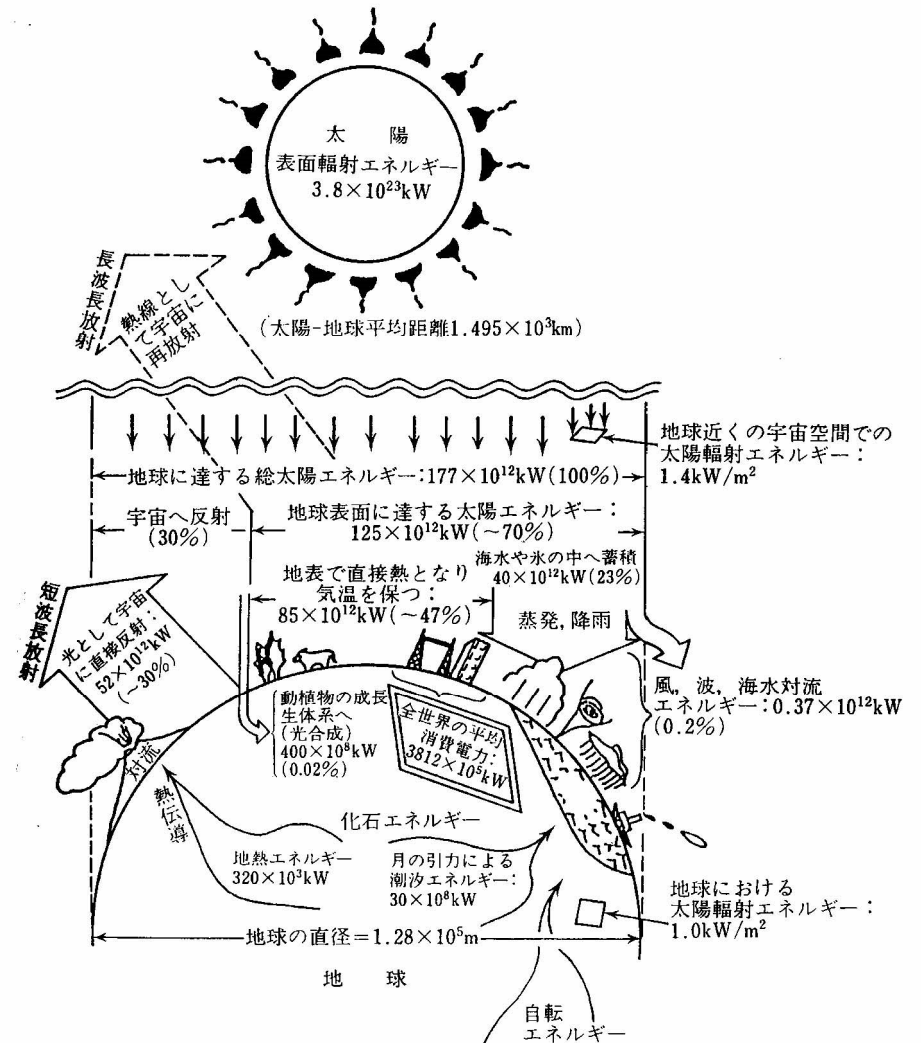 太 陽
表面輻射エネルギー
3.8×10²³kW
長波長放射
熱線とし
て宇宙に
再放射
(太陽-地球平均距離1.495×10³km)
地球近くの宇宙空間での
太陽輻射エネルギー：
1.4kW/m²
地球に達する総太陽エネルギー：177×10¹²kW(100%)
宇宙へ反射
(30%)
地球表面に達する太陽エネルギー：
125×10¹²kW(～70%)
海水や氷の中へ蓄積
40×10¹²kW(23%)
地表で直接熱となり
気温を保つ：
85×10¹²kW(～47%)
蒸発，降雨
短波長放射
光として宇宙
に直接反射：
52×10¹²kW
(～30%)
風，波，海水対流
エネルギー：0.37×10¹²kW
(0.2%)
動植物の成長
生体系へ
(光合成)
400×10⁸kW
(0.02%)
全世界の平均
消費電力：
3812×10⁵kW
対流
熱伝導
化石エネルギー
地熱エネルギー
320×10³kW
月の引力による
潮汐エネルギー：
30×10⁸kW
地球における
太陽輻射エネルギー：
1.0kW/m²
地球の直径＝1.28×10⁵m
地 球
自転
エネルギー